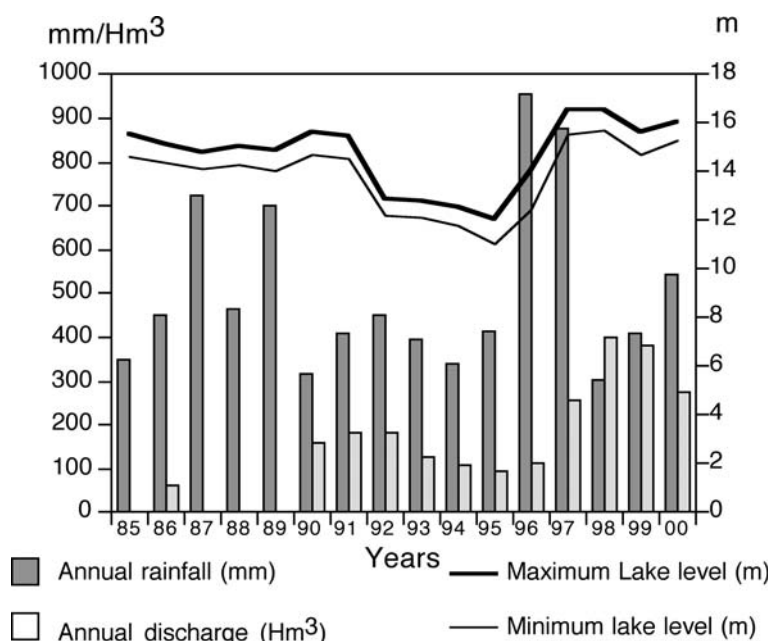 mm/Hm³ m
1000 18
900 16
800 14
700 12
600 10
500 8
400 6
300 4
200 2
100 0
0
85 86 87 88 89 90 91 92 93 94 95 96 97 98 99 00
Years
Annual rainfall (mm) Maximum Lake level (m)
Annual discharge (Hm³) Minimum lake level (m)